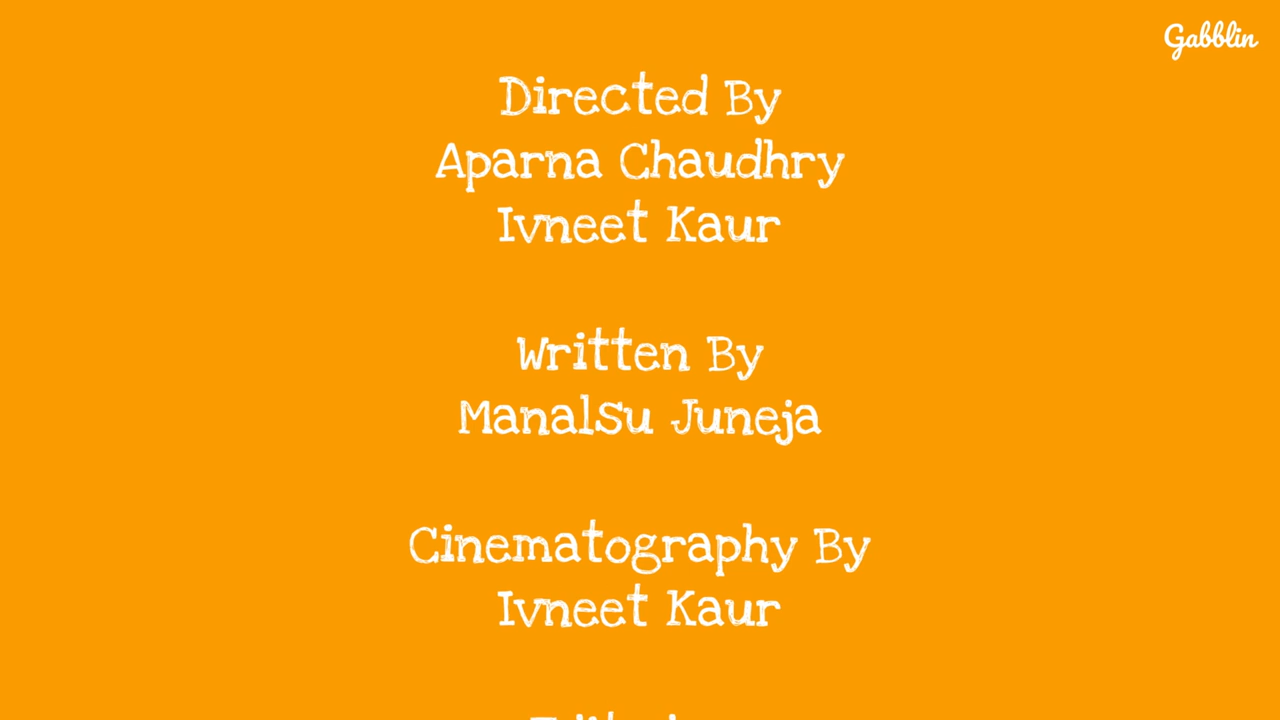 Gabblin
Directed By
Aparna Chaudhry
Ivneet Kaur
Written By
Manalsu Juneja
Cinematography By
Ivneet Kaur